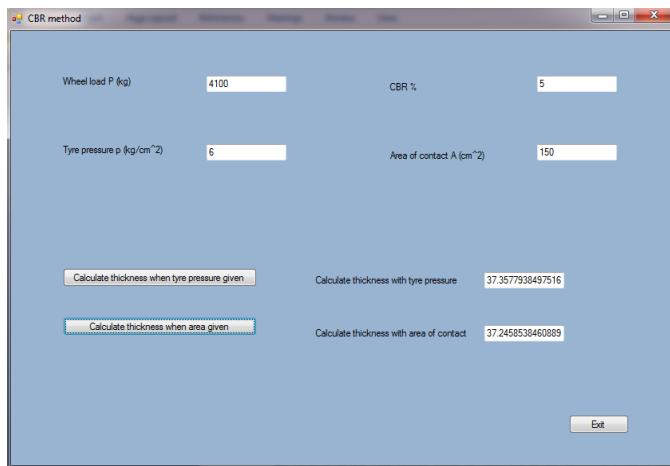 CBR method
Wheel load P (kg) 4100 CBR % 5
Tyre pressure p (kg/cm^2) 6 Area of contact A (cm^2) 150
Calculate thickness when tyre pressure given Calculate thickness with tyre pressure 37.3577938497516
Calculate thickness when area given Calculate thickness with area of contact 37.2458538460889
Exit